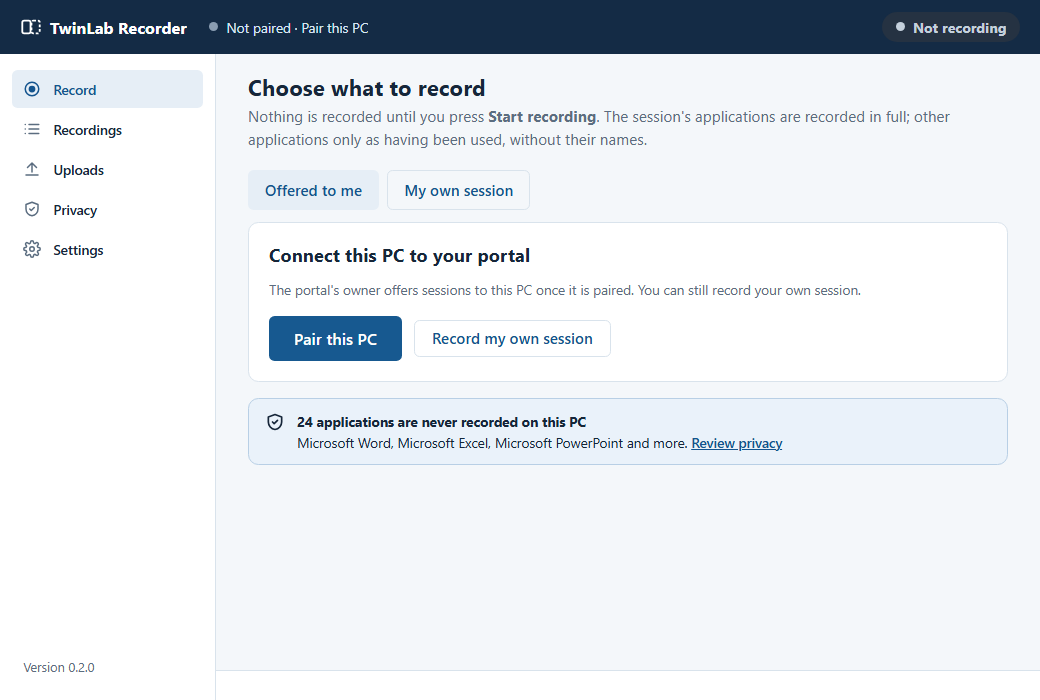 TwinLab Recorder
Not paired · Pair this PC
Not recording
Record
Recordings
Uploads
Privacy
Settings
Version 0.2.0
Choose what to record
Nothing is recorded until you press Start recording. The session's applications are recorded in full; other
applications only as having been used, without their names.
Offered to me
My own session
Connect this PC to your portal
The portal's owner offers sessions to this PC once it is paired. You can still record your own session.
Pair this PC
Record my own session
24 applications are never recorded on this PC
Microsoft Word, Microsoft Excel, Microsoft PowerPoint and more. Review privacy